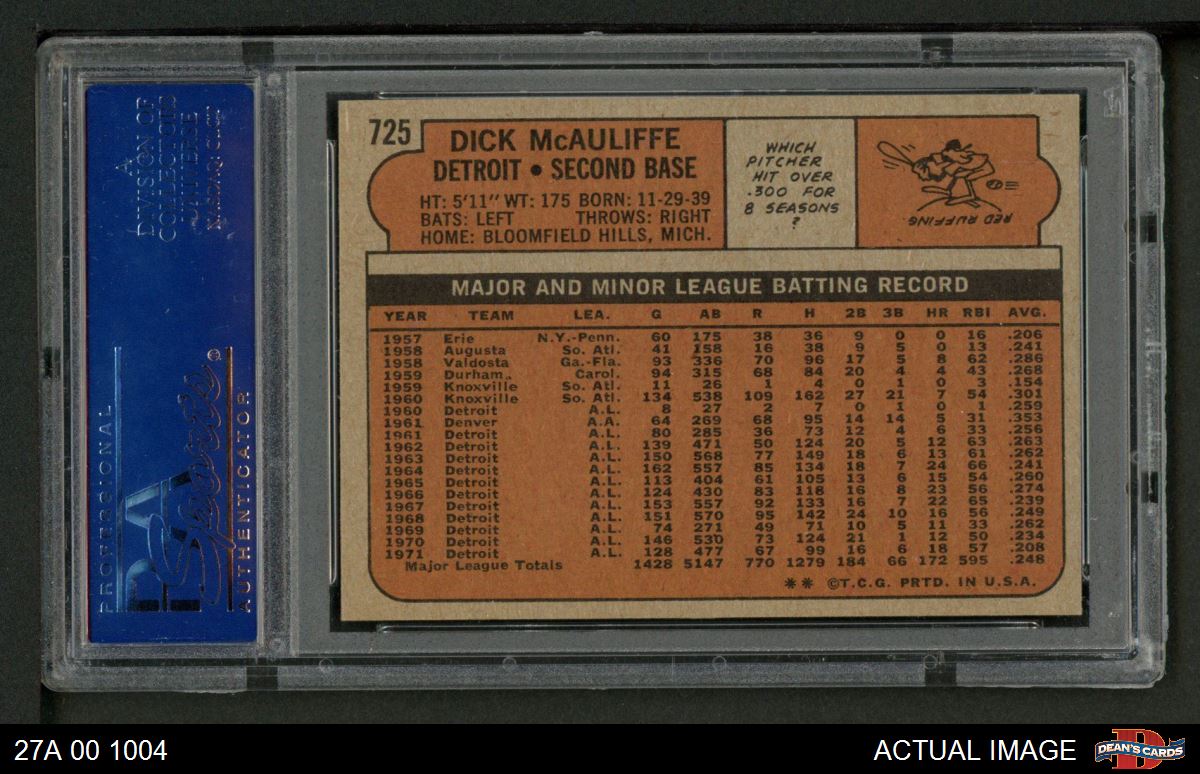 A
DIVISION OF
COLLECTORS
UNIVERSE
NASDAQ: CLCT
PROFESSIONAL
PSA
Sports®
AUTHENTICATOR
725
DICK McAULIFFE
DETROIT • SECOND BASE
HT: 5'11" WT: 175 BORN: 11-29-39
BATS: LEFT THROWS: RIGHT
HOME: BLOOMFIELD HILLS, MICH.
WHICH
PITCHER
HIT OVER
.300 FOR
8 SEASONS
?
RED RUFFING
MAJOR AND MINOR LEAGUE BATTING RECORD
YEAR TEAM LEA. G AB R H 2B 3B HR RBI AVG.
1957 Erie N.Y.-Penn. 60 175 38 36 9 0 0 16 .206
1958 Augusta So. Atl. 41 158 16 38 9 5 0 13 .241
1958 Valdosta Ga.-Fla. 93 336 70 96 17 5 8 62 .286
1959 Durham Carol. 94 315 68 84 20 4 4 43 .268
1959 Knoxville So. Atl. 11 26 1 4 0 1 0 3 .154
1960 Knoxville So. Atl. 134 538 109 162 27 21 7 54 .301
1960 Detroit A.L. 8 27 2 7 0 1 0 1 .259
1961 Denver A.A. 64 269 68 95 14 14 5 31 .353
1961 Detroit A.L. 80 285 36 73 12 4 6 33 .256
1962 Detroit A.L. 139 471 50 124 20 5 12 63 .263
1963 Detroit A.L. 150 568 77 149 18 6 13 61 .262
1964 Detroit A.L. 162 557 85 134 18 7 24 66 .241
1965 Detroit A.L. 113 404 61 105 13 6 15 54 .260
1966 Detroit A.L. 124 430 83 118 16 8 23 56 .274
1967 Detroit A.L. 153 557 92 133 16 7 22 65 .239
1968 Detroit A.L. 151 570 95 142 24 10 16 56 .249
1969 Detroit A.L. 74 271 49 71 10 5 11 33 .262
1970 Detroit A.L. 146 530 73 124 21 1 12 50 .234
1971 Detroit A.L. 128 477 67 99 16 6 18 57 .208
Major League Totals 1428 5147 770 1279 184 66 172 595 .248
** ©T.C.G. PRTD. IN U.S.A.
27A 00 1004
ACTUAL IMAGE
D
DEAN'S CARDS